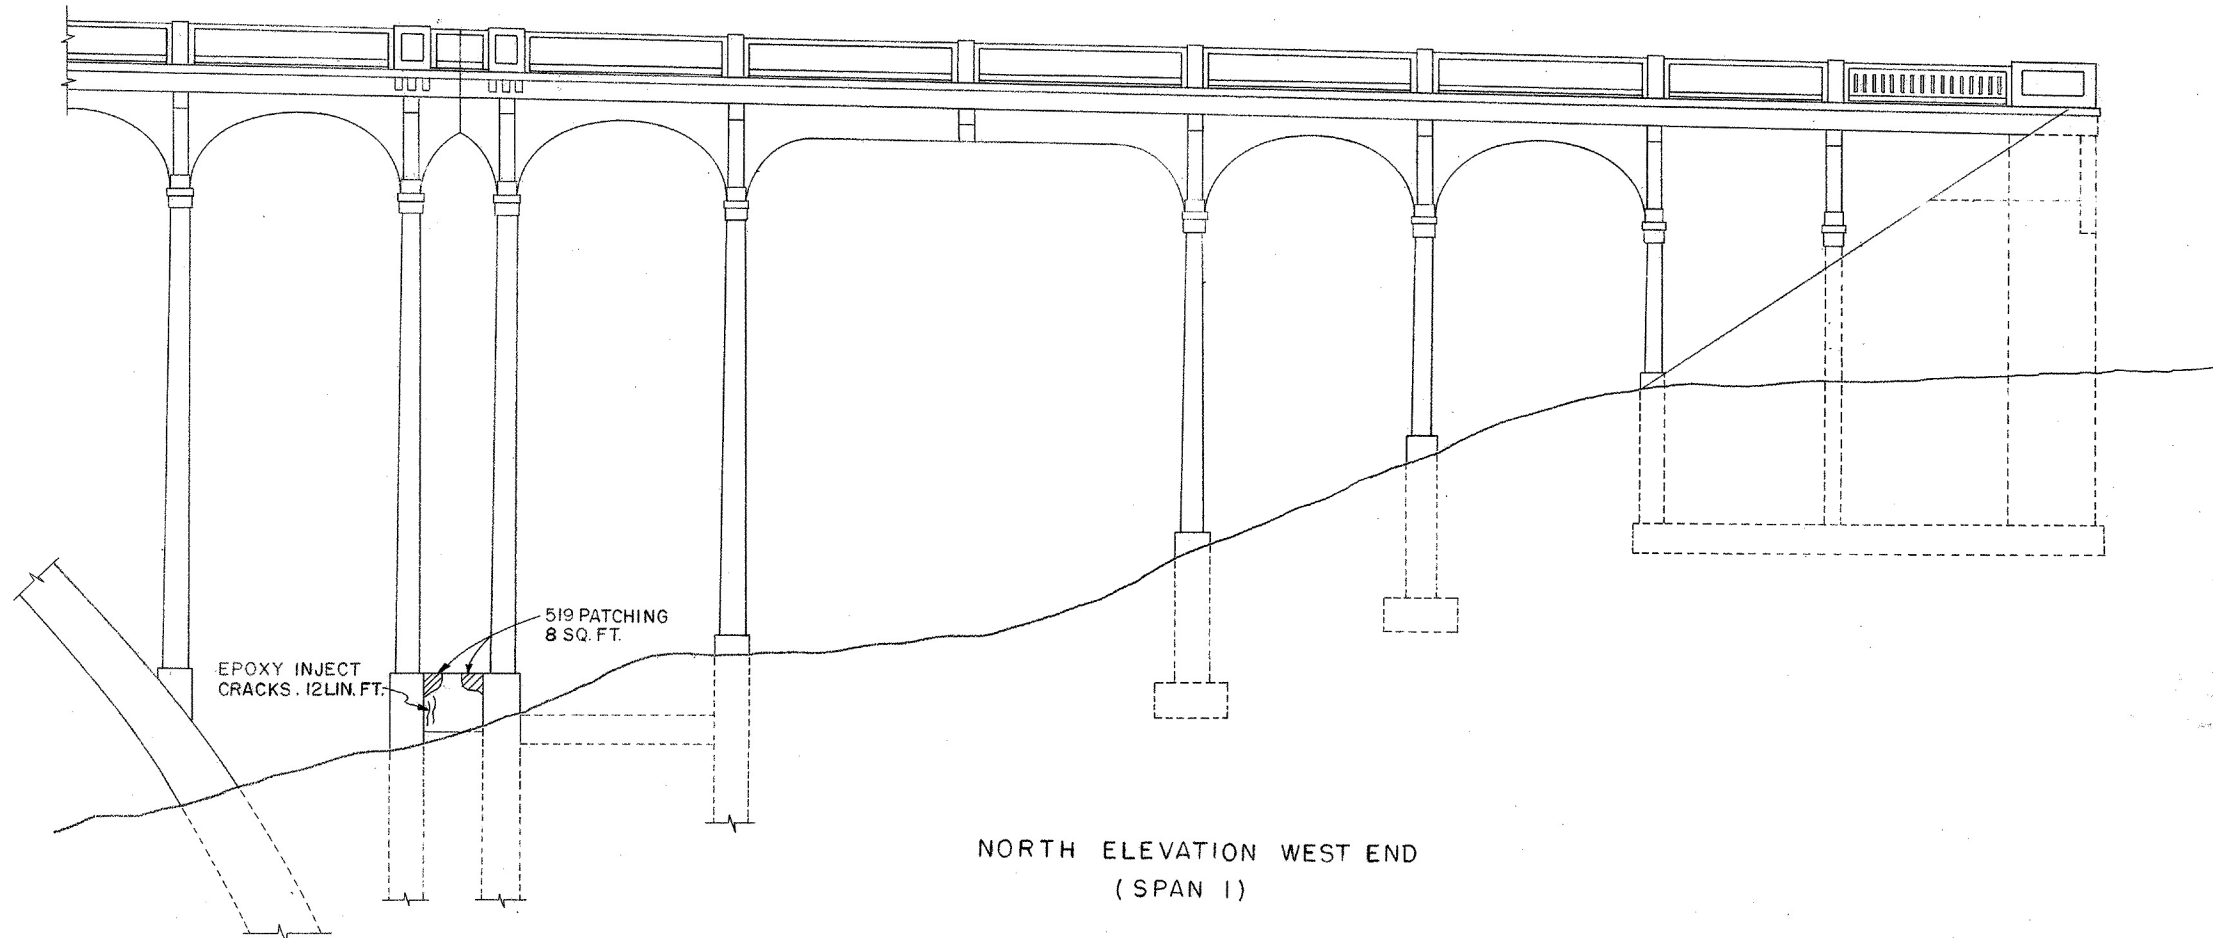 519 PATCHING
8 SQ. FT.
EPOXY INJECT
CRACKS. 12 LIN. FT.
NORTH ELEVATION WEST END
(SPAN 1)